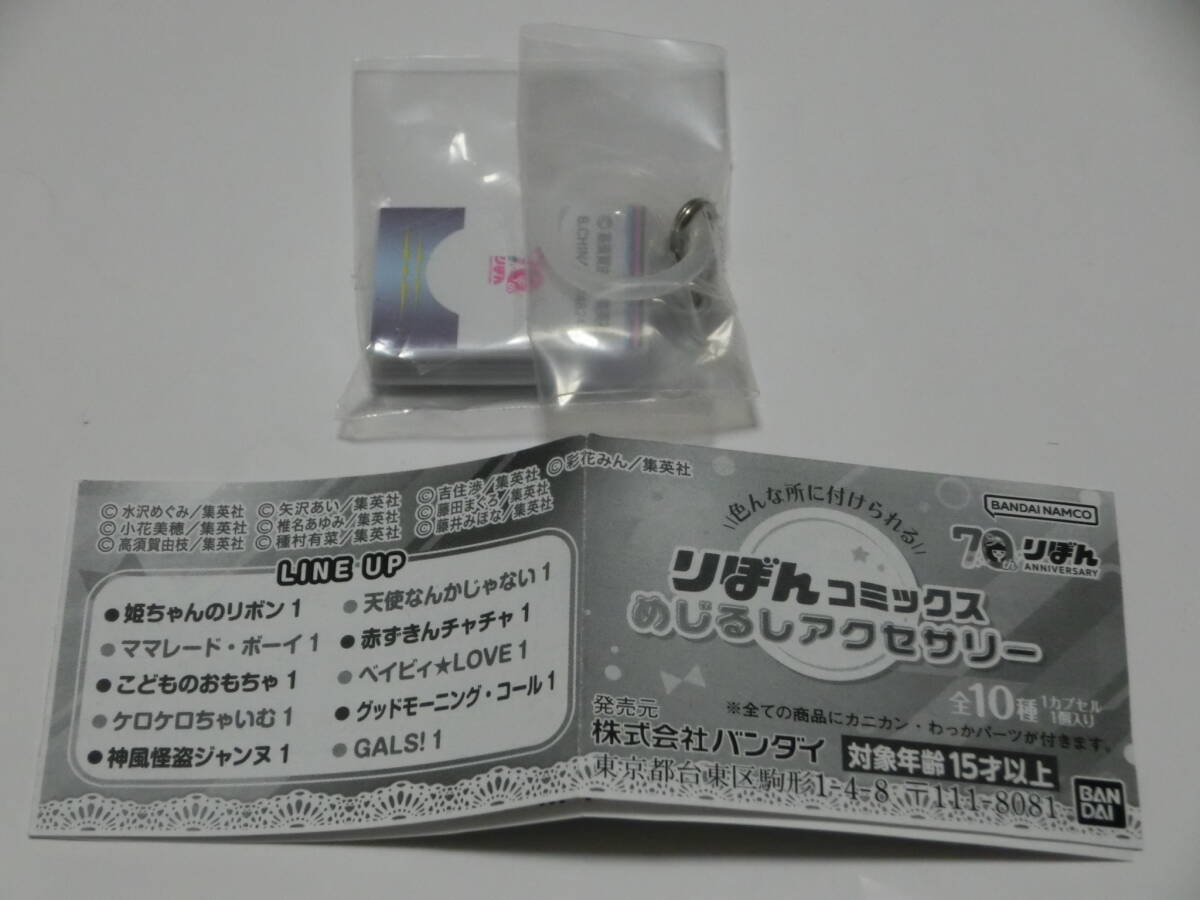 りぼん
©彩花みん／集英社
©水沢めぐみ／集英社 ©矢沢あい／集英社 ©吉住渉／集英社
©小花美穂／集英社 ©椎名あゆみ／集英社 ©藤田まぐろ／集英社
©高須賀由枝／集英社 ©種村有菜／集英社 ©藤井みほな／集英社
LINE UP
●姫ちゃんのリボン 1
●ママレード・ボーイ 1
●こどものおもちゃ 1
●ケロケロちゃいむ 1
●神風怪盗ジャンヌ 1
●天使なんかじゃない 1
●赤ずきんチャチャ 1
●ベイビィ★LOVE 1
●グッドモーニング・コール 1
●GALS! 1
色んな所に付けられる
BANDAI NAMCO
70th りぼん
ANNIVERSARY
りぼんコミックス
めじるしアクセサリー
全10種 1カプセル
1個入り
※全ての商品にカニカン・わっかパーツが付きます。
発売元
株式会社バンダイ 対象年齢 15才以上
東京都台東区駒形1-4-8 〒111-8081
BAN
DAI